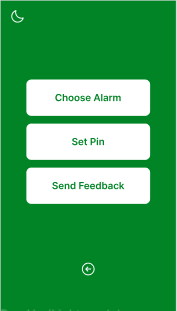 Choose Alarm
Set Pin
Send Feedback